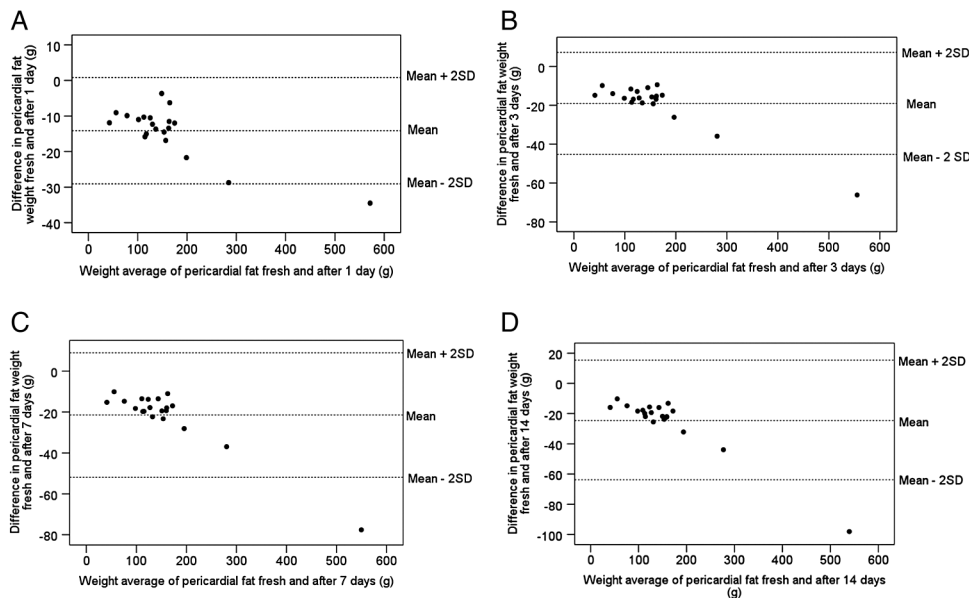 A
Difference in pericardial fat
weight fresh and after 1 day (g)
10
0
-10
-20
-30
-40
Mean + 2SD
Mean
Mean - 2SD
0 100 200 300 400 500 600
Weight average of pericardial fat fresh and after 1 day (g)
B
Difference in pericardial fat weight
fresh and after 3 days (g)
0
-20
-40
-60
-80
Mean + 2SD
Mean
Mean - 2 SD
0 100 200 300 400 500 600
Weight average of pericardial fat fresh and after 3 days (g)
C
Difference in pericardial fat weight
fresh and after 7 days (g)
0
-20
-40
-60
-80
Mean + 2SD
Mean
Mean - 2SD
0 100 200 300 400 500 600
Weight average of pericardial fat fresh and after 7 days (g)
D
Difference in pericardial fat weight
fresh and after 14 days (g)
20
0
-20
-40
-60
-80
-100
Mean + 2SD
Mean
Mean - 2SD
0 100 200 300 400 500 600
Weight average of pericardial fat fresh and after 14 days
(g)